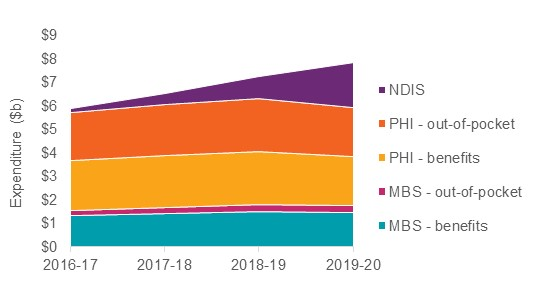 $9
$8
$7
$6
$5
$4
$3
$2
$1
$0
Expenditure ($b)
2016-17 2017-18 2018-19 2019-20
NDIS
PHI - out-of-pocket
PHI - benefits
MBS - out-of-pocket
MBS - benefits